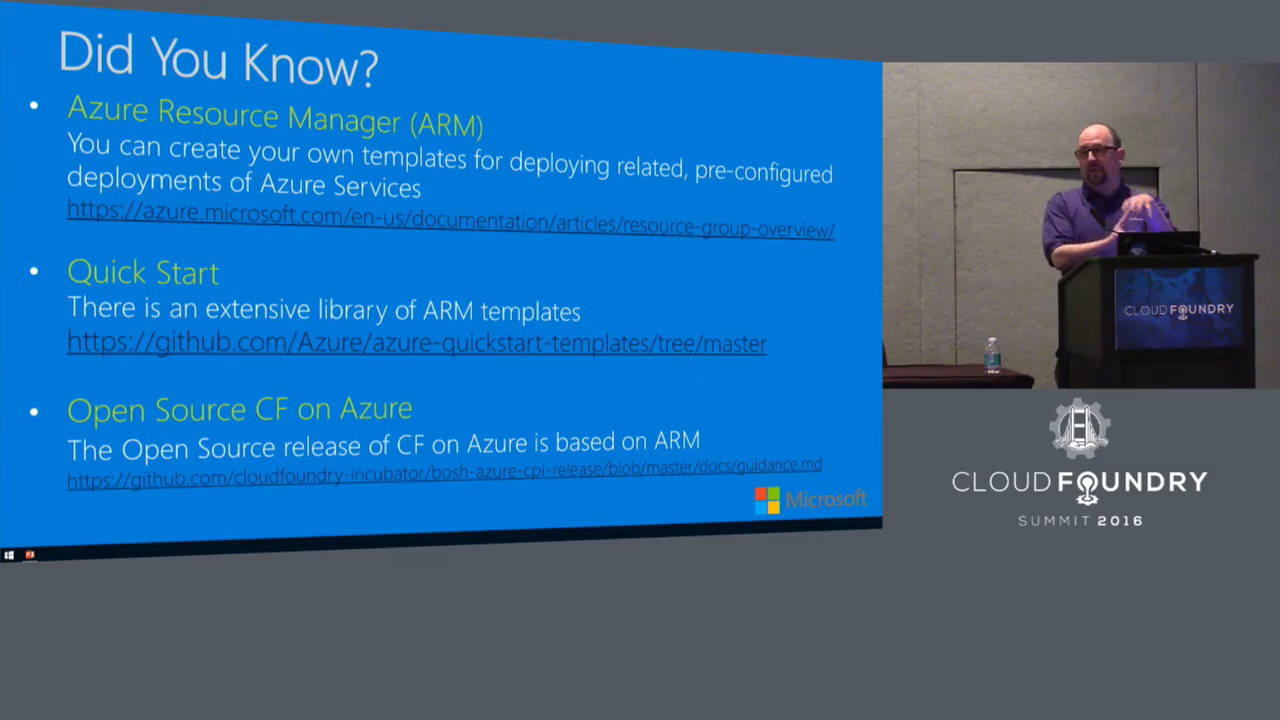 Did You Know?
• Azure Resource Manager (ARM)
You can create your own templates for deploying related, pre-configured
deployments of Azure Services
https://azure.microsoft.com/en-us/documentation/articles/resource-group-overview/
• Quick Start
There is an extensive library of ARM templates
https://github.com/Azure/azure-quickstart-templates/tree/master
• Open Source CF on Azure
The Open Source release of CF on Azure is based on ARM
https://github.com/cloudfoundry-incubator/bosh-azure-cpi-release/blob/master/docs/guidance.md
Microsoft
CLOUD FOUNDRY
CLOUD FOUNDRY
SUMMIT 2016